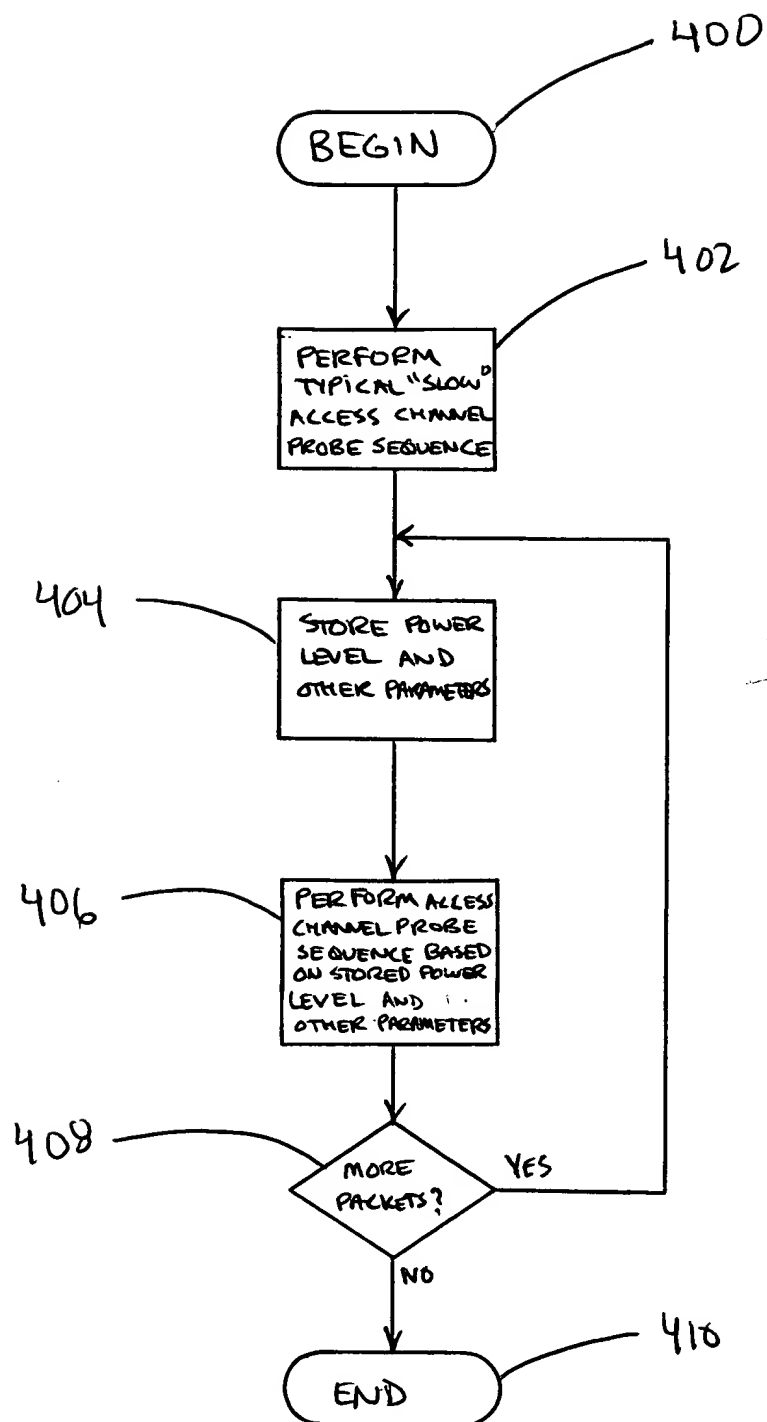 400
BEGIN
402
PERFORM
TYPICAL "SLOW"
ACCESS CHANNEL
PROBE SEQUENCE
404
STORE POWER
LEVEL AND
OTHER PARAMETERS
406
PERFORM ACCESS
CHANNEL PROBE
SEQUENCE BASED
ON STORED POWER
LEVEL AND
OTHER PARAMETERS
408
MORE
PACKETS?
YES
NO
410
END